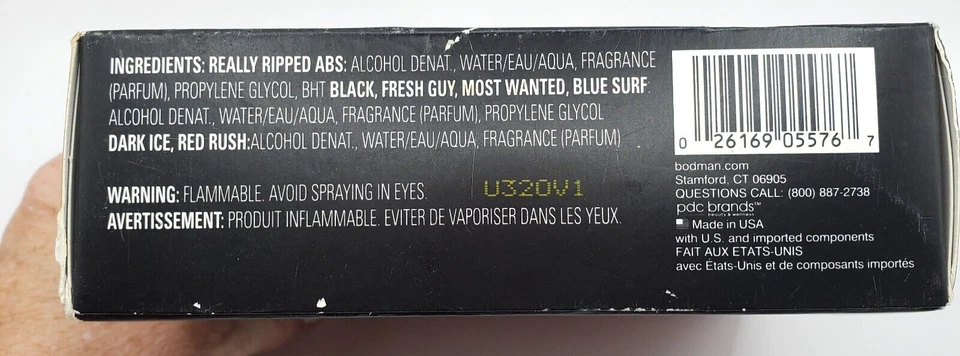 INGREDIENTS: REALLY RIPPED ABS: ALCOHOL DENAT., WATER/EAU/AQUA, FRAGRANCE
(PARFUM), PROPYLENE GLYCOL, BHT BLACK, FRESH GUY, MOST WANTED, BLUE SURF:
ALCOHOL DENAT., WATER/EAU/AQUA, FRAGRANCE (PARFUM), PROPYLENE GLYCOL
DARK ICE, RED RUSH:ALCOHOL DENAT., WATER/EAU/AQUA, FRAGRANCE (PARFUM)
WARNING: FLAMMABLE. AVOID SPRAYING IN EYES.
AVERTISSEMENT: PRODUIT INFLAMMABLE. EVITER DE VAPORISER DANS LES YEUX.
U320V1
0 26169 05576 7
bodman.com
Stamford, CT 06905
QUESTIONS CALL: (800) 887-2738
pdc brands™
beauty & wellness
Made in USA
with U.S. and imported components
FAIT AUX ETATS-UNIS
avec États-Unis et de composants importés